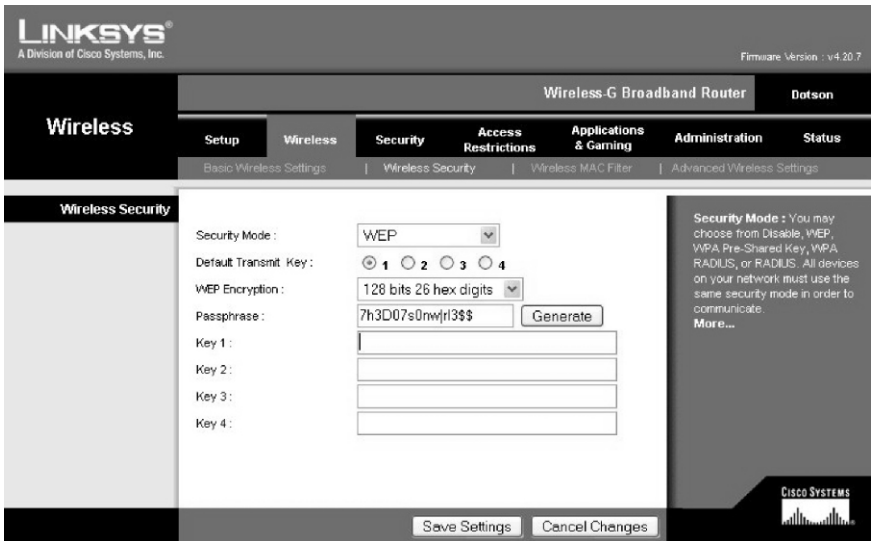 LINKSYS®
A Division of Cisco Systems, Inc.
Firmware Version : v4.20.7
Wireless-G Broadband Router
Dotson
Wireless
Setup
Wireless
Security
Access Restrictions
Applications & Gaming
Administration
Status
Basic Wireless Settings | Wireless Security | Wireless MAC Filter | Advanced Wireless Settings
Wireless Security
Security Mode : WEP
Default Transmit Key : 1 2 3 4
WEP Encryption : 128 bits 26 hex digits
Passphrase : 7h3D07s0nw|rl3$$ Generate
Key 1 :
Key 2 :
Key 3 :
Key 4 :
Security Mode : You may
choose from Disable, WEP,
WPA Pre-Shared Key, WPA
RADIUS, or RADIUS. All devices
on your network must use the
same security mode in order to
communicate.
More...
Save Settings Cancel Changes
CISCO SYSTEMS